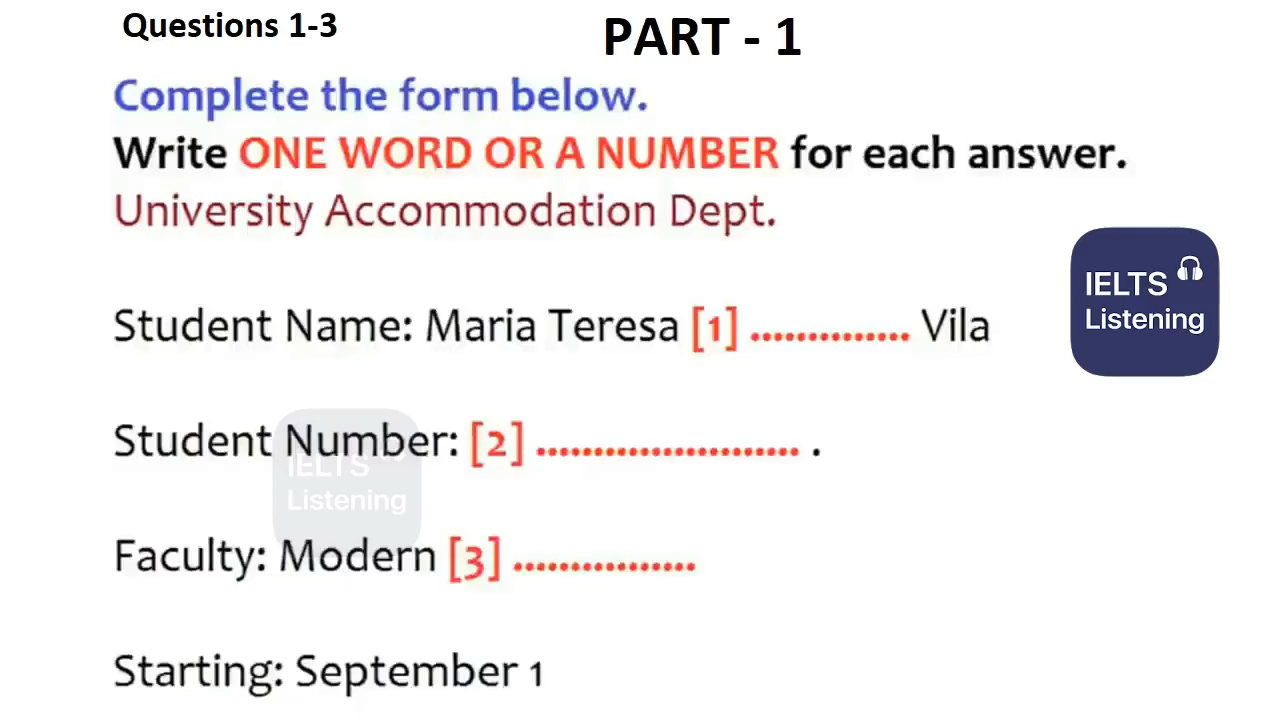 Questions 1-3
PART - 1
Complete the form below.
Write ONE WORD OR A NUMBER for each answer.
University Accommodation Dept.
IELTS
Listening
Student Name: Maria Teresa [1] .............. Vila
Student Number: [2] ....................... .
IELTS
Listening
Faculty: Modern [3] ................
Starting: September 1